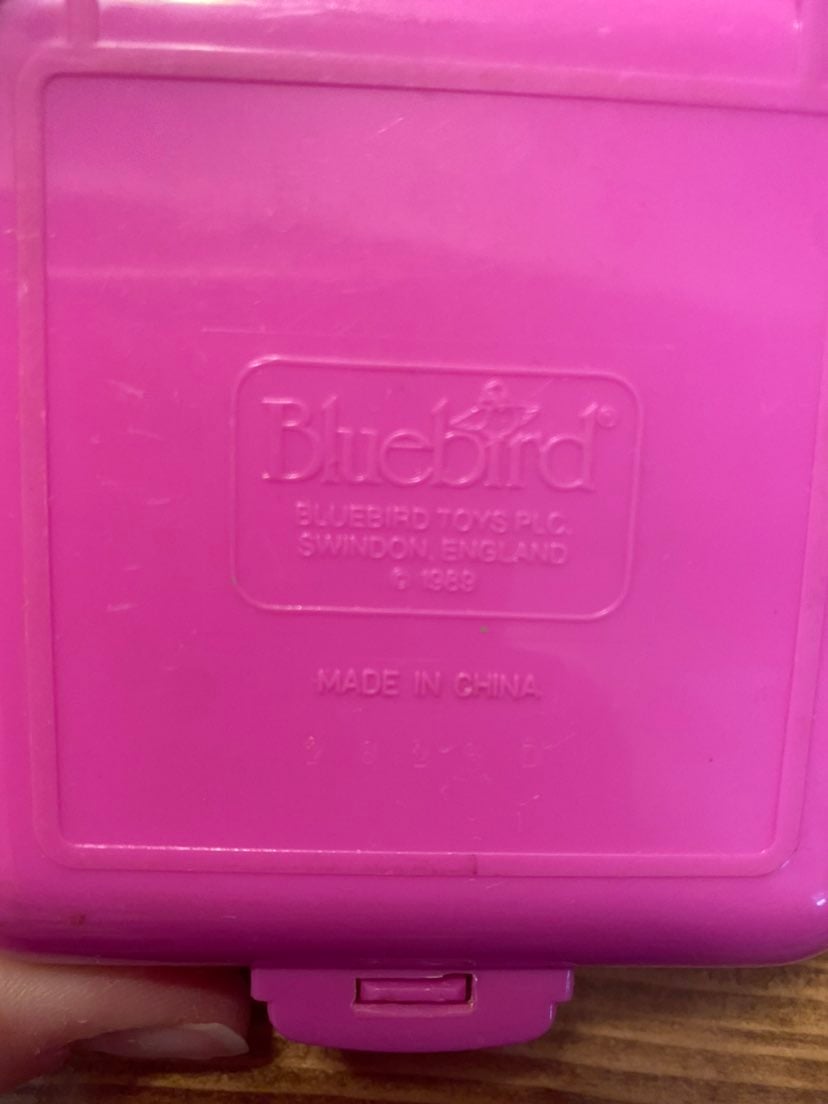 Bluebird®
BLUEBIRD TOYS PLC.
SWINDON, ENGLAND
© 1989
MADE IN CHINA